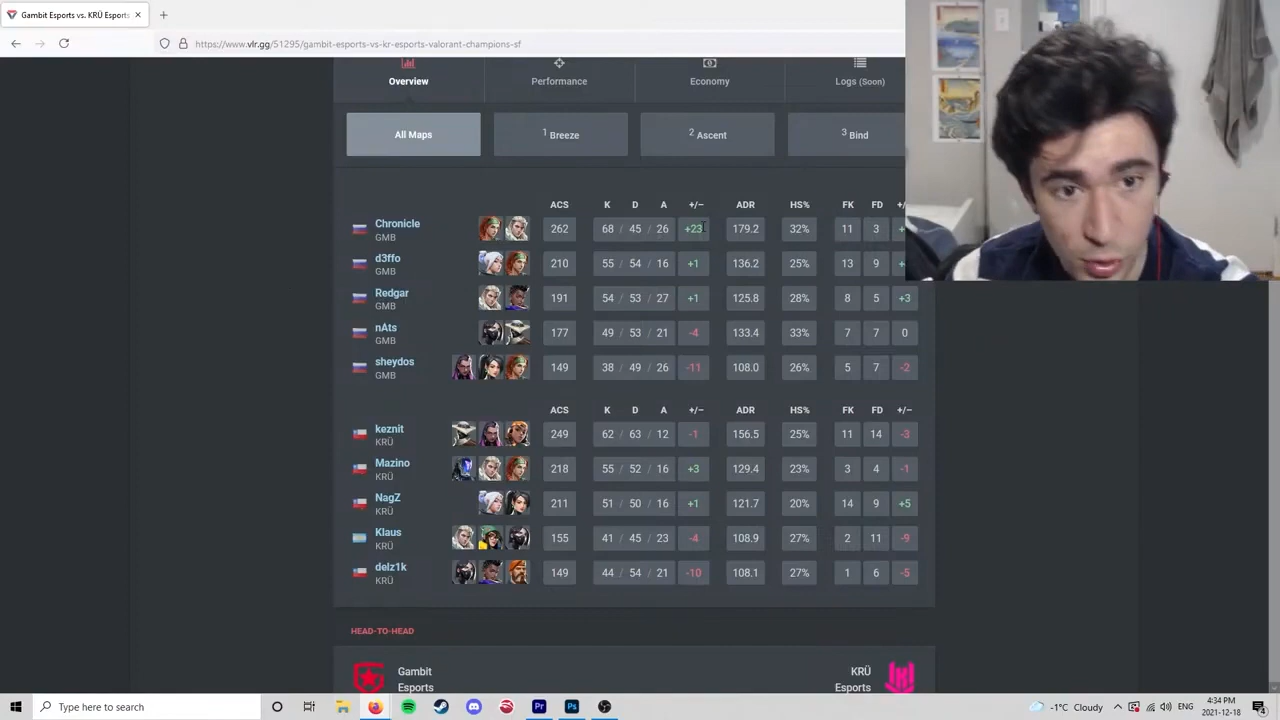 Gambit Esports vs. KRÜ Esports
https://www.vlr.gg/51295/gambit-esports-vs-kr-esports-valorant-champions-sf
Overview Performance Economy Logs (Soon)
All Maps 1 Breeze 2 Ascent 3 Bind
ACS K D A +/– ADR HS% FK FD +/
Chronicle 262 68 / 45 / 26 +23 179.2 32% 11 3 +
GMB
d3ffo 210 55 / 54 / 16 +1 136.2 25% 13 9
GMB
Redgar 191 54 / 53 / 27 +1 125.8 28% 8 5 +3
GMB
nAts 177 49 / 53 / 21 -4 133.4 33% 7 7 0
GMB
sheydos 149 38 / 49 / 26 -11 108.0 26% 5 7 -2
GMB
ACS K D A +/– ADR HS% FK FD +/–
keznit 249 62 / 63 / 12 -1 156.5 25% 11 14 -3
KRÜ
Mazino 218 55 / 52 / 16 +3 129.4 23% 3 4 -1
KRÜ
NagZ 211 51 / 50 / 16 +1 121.7 20% 14 9 +5
KRÜ
Klaus 155 41 / 45 / 23 -4 108.9 27% 2 11 -9
KRÜ
delz1k 149 44 / 54 / 21 -10 108.1 27% 1 6 -5
KRÜ
HEAD-TO-HEAD
Gambit KRÜ
Esports Esports
Type here to search Pr Ps -1°C Cloudy ENG 4:34 PM
2021-12-18 4